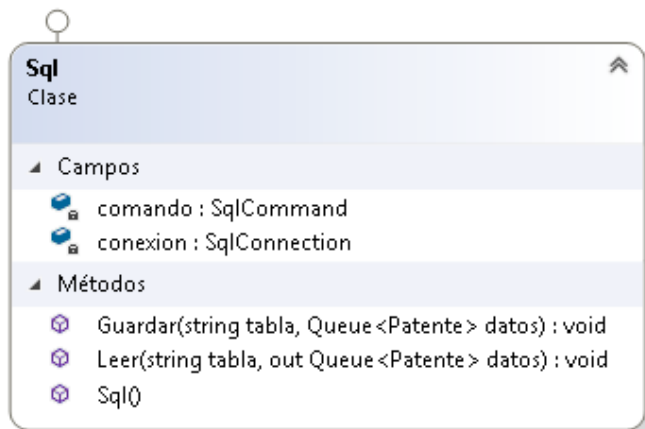 Sql
Clase
Campos
comando : SqlCommand
conexion : SqlConnection
Métodos
Guardar(string tabla, Queue<Patente> datos) : void
Leer(string tabla, out Queue<Patente> datos) : void
Sql()